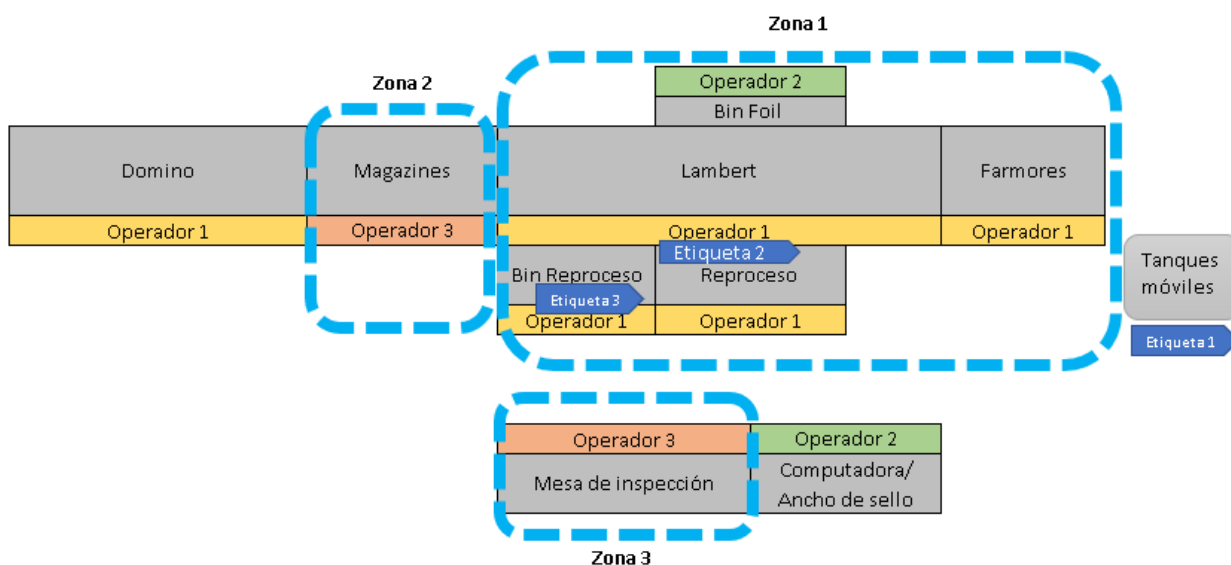 Zona 1
Zona 2
Operador 2
Bin Foil
Domino
Magazines
Lambert
Farmores
Operador 1
Operador 3
Operador 1
Operador 1
Etiqueta 2
Bin Reproceso
Reproceso
Etiqueta 3
Operador 1
Operador 1
Tanques
móviles
Etiqueta 1
Operador 3
Operador 2
Mesa de inspección
Computadora/
Ancho de sello
Zona 3